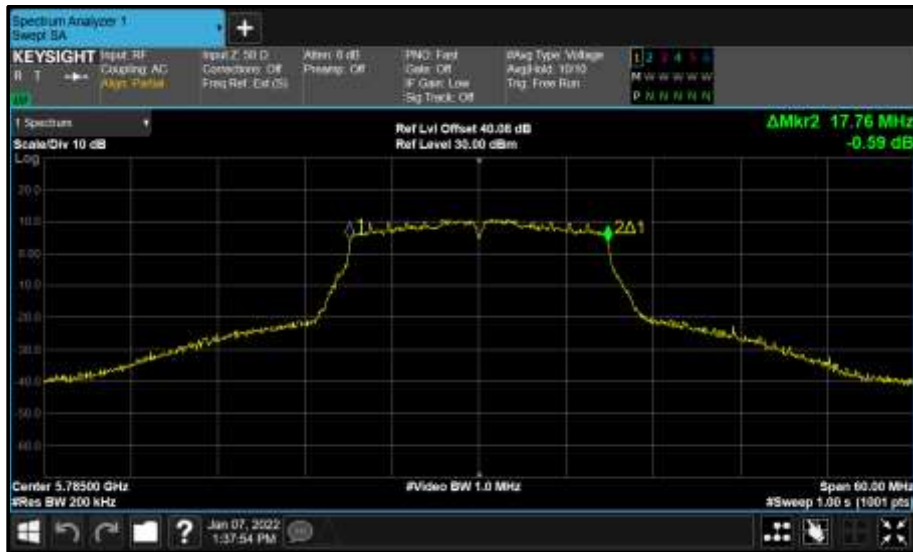 Spectrum Analyzer 1
Swept SA
+
KEYSIGHT
R T
Input: RF
Coupling: AC
Align: Partial
Input Z: 50 Ω
Corrections: Off
Freq Ref: Ext (S)
Atten: 6 dB
Preamp: Off
PNO: Fast
Gate: Off
IF Gain: Low
Sig Track: Off
#Avg Type: Voltage
Avg|Hold: 10/10
Trig: Free Run
1 2 3 4 5 6
M W W W W W
P N N N N N
1 Spectrum
Scale/Div 10 dB
Ref Lvl Offset 40.08 dB
Ref Level 30.00 dBm
ΔMkr2 17.76 MHz
-0.59 dB
Log
20.0
10.0
0.00
-10.0
-20.0
-30.0
-40.0
-50.0
-60.0
1
2Δ1
Center 5.78500 GHz
#Res BW 200 kHz
#Video BW 1.0 MHz
Span 60.00 MHz
#Sweep 1.00 s (1001 pts)
?
Jan 07, 2022
1:37:54 PM